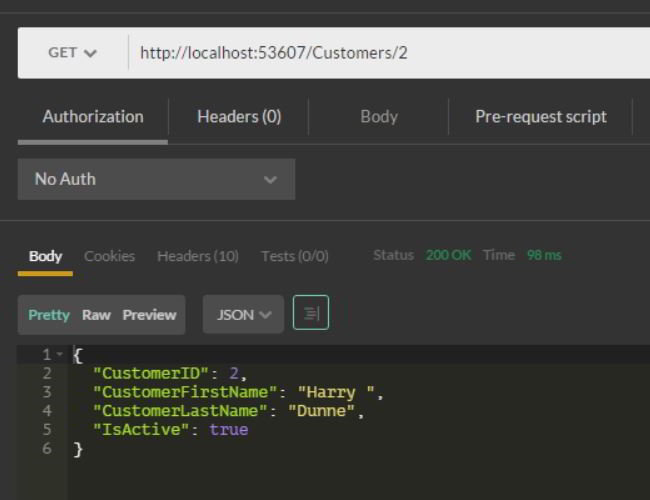 GET http://localhost:53607/Customers/2
Authorization Headers (0) Body Pre-request script
No Auth
Body Cookies Headers (10) Tests (0/0) Status 200 OK Time 98 ms
Pretty Raw Preview JSON
1 {
2 "CustomerID": 2,
3 "CustomerFirstName": "Harry ",
4 "CustomerLastName": "Dunne",
5 "IsActive": true
6 }